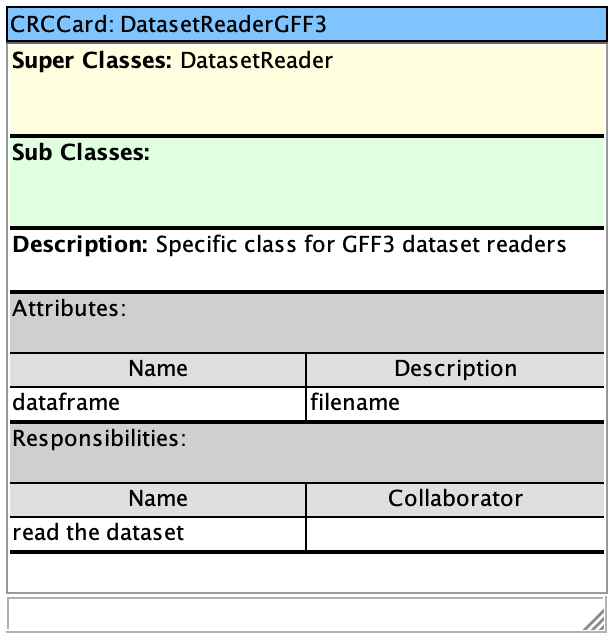 CRCCard: DatasetReaderGFF3
Super Classes: DatasetReader
Sub Classes:
Description: Specific class for GFF3 dataset readers
Attributes:
Name Description
dataframe filename
Responsibilities:
Name Collaborator
read the dataset